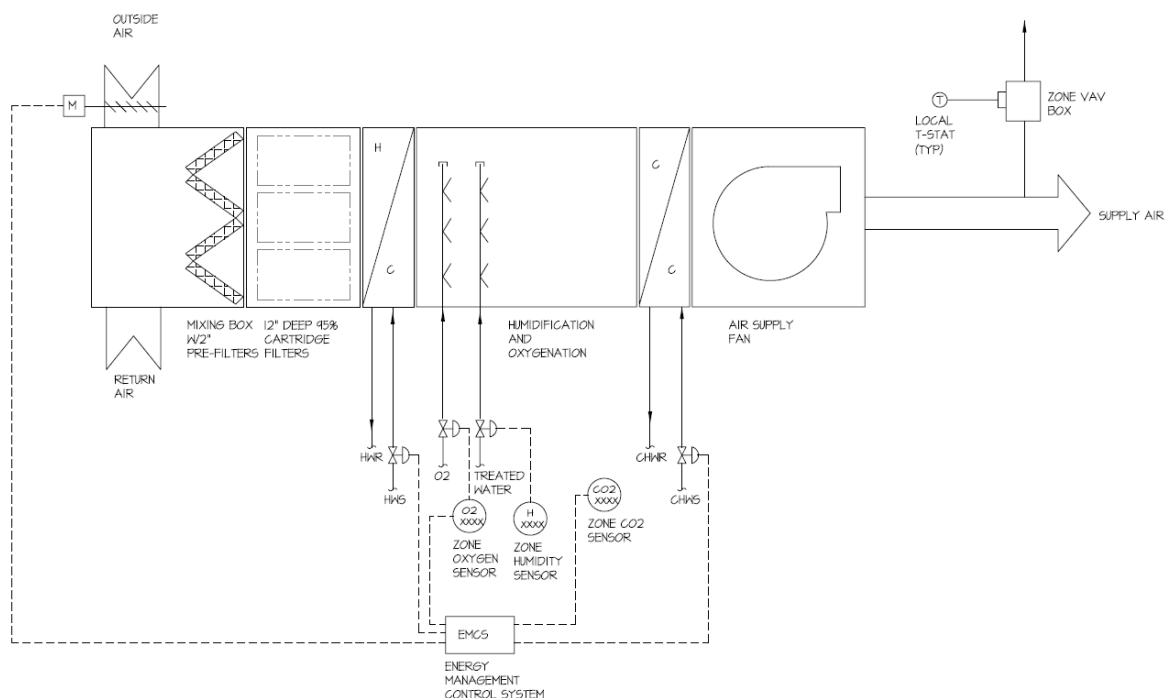 OUTSIDE
AIR
M
T
LOCAL
T-STAT
(TYP)
ZONE VAV
BOX
H
C
C
C
SUPPLY AIR
MIXING BOX
W/2"
PRE-FILTERS
12" DEEP 95%
CARTRIDGE
FILTERS
HUMIDIFICATION
AND
OXYGENATION
AIR SUPPLY
FAN
RETURN
AIR
HWR
HWS
O2
TREATED
WATER
CHWR
CHWS
O2
XXXX
ZONE
OXYGEN
SENSOR
H
XXXX
ZONE
HUMIDITY
SENSOR
CO2
XXXX
ZONE CO2
SENSOR
EMCS
ENERGY
MANAGEMENT
CONTROL SYSTEM